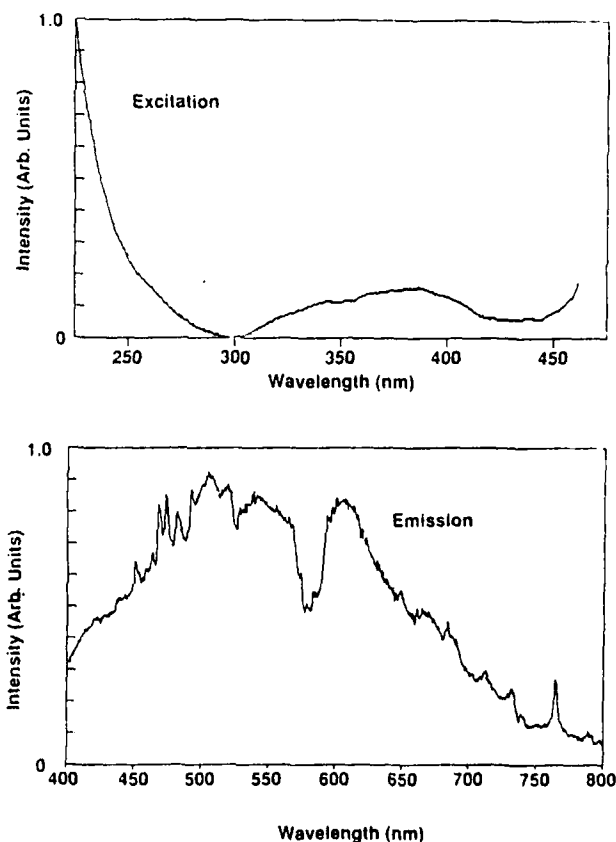 1.0
Intensity (Arb. Units)
Excitation
0
250 300 350 400 450
Wavelength (nm)
1.0
Intensity (Arb. Units)
Emission
0
400 450 500 550 600 650 700 750 800
Wavelength (nm)